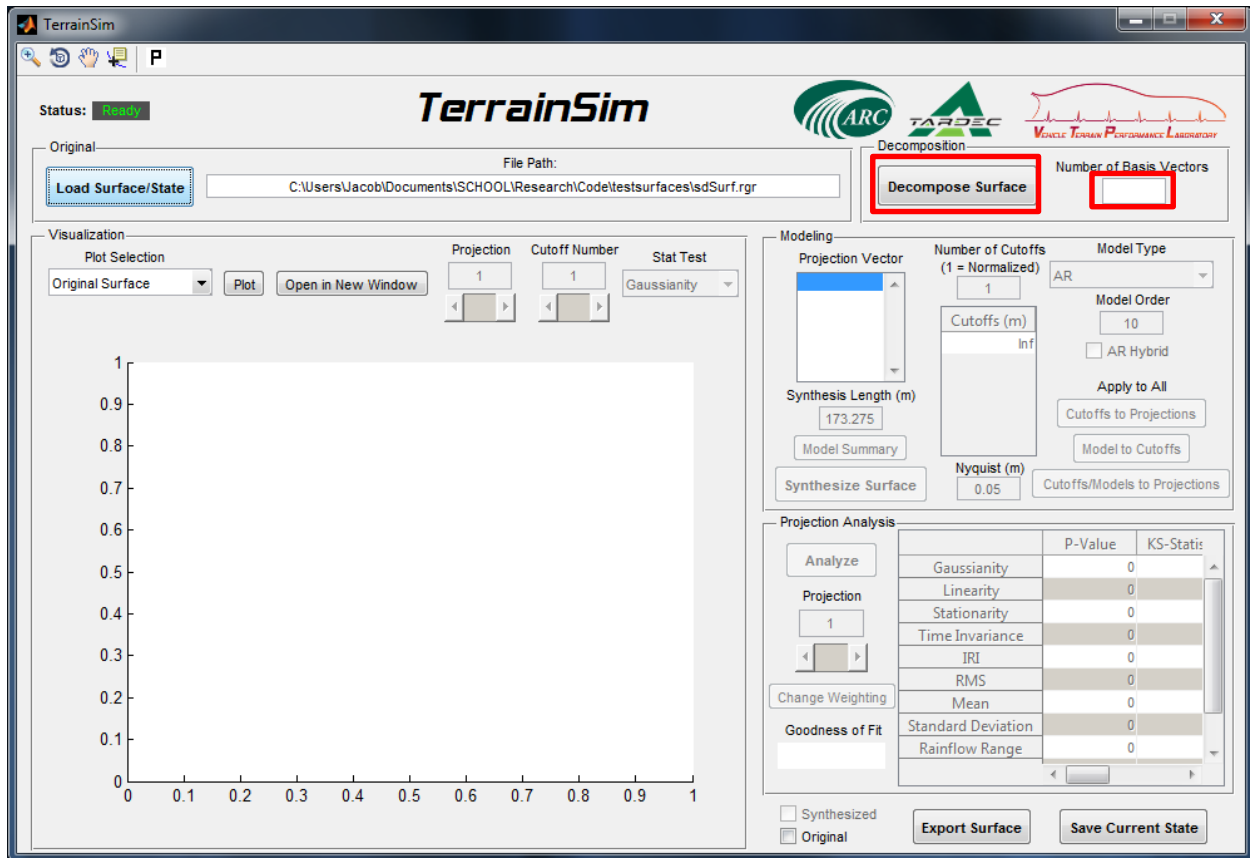 TerrainSim
P
Status: Ready
TerrainSim
ARC
TARDEC
VEHICLE TERRAIN PERFORMANCE LABORATORY
Original
File Path:
Load Surface/State
C:\Users\Jacob\Documents\SCHOOL\Research\Code\testsurfaces\sdSurf.rgr
Decomposition
Decompose Surface
Number of Basis Vectors
Visualization
Plot Selection
Original Surface
Plot
Open in New Window
Projection
1
Cutoff Number
1
Stat Test
Gaussianity
1
0.9
0.8
0.7
0.6
0.5
0.4
0.3
0.2
0.1
0
0 0.1 0.2 0.3 0.4 0.5 0.6 0.7 0.8 0.9 1
Modeling
Projection Vector
Synthesis Length (m)
173.275
Model Summary
Synthesize Surface
Number of Cutoffs
(1 = Normalized)
1
Cutoffs (m)
Inf
Nyquist (m)
0.05
Model Type
AR
Model Order
10
AR Hybrid
Apply to All
Cutoffs to Projections
Model to Cutoffs
Cutoffs/Models to Projections
Projection Analysis
Analyze
Projection
1
Change Weighting
Goodness of Fit
P-Value KS-Statis
Gaussianity 0
Linearity 0
Stationarity 0
Time Invariance 0
IRI 0
RMS 0
Mean 0
Standard Deviation 0
Rainflow Range 0
Synthesized
Original
Export Surface
Save Current State